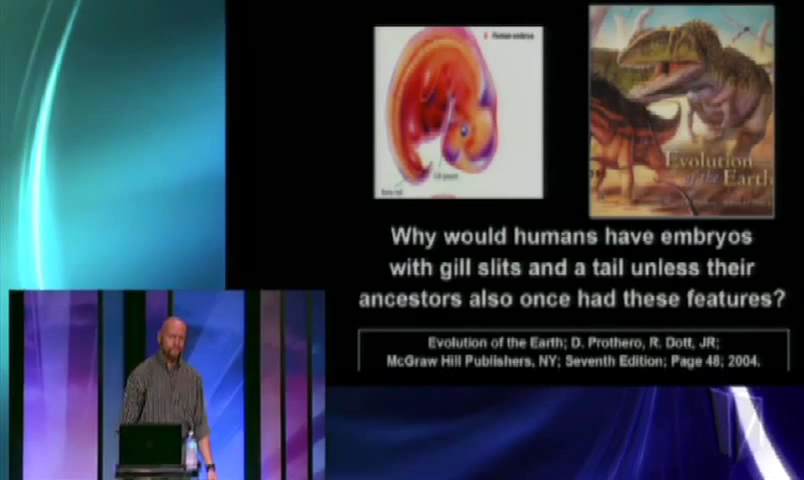 Human embryo
Evolution
of the Earth
Why would humans have embryos
with gill slits and a tail unless their
ancestors also once had these features?
Evolution of the Earth; D. Prothero, R. Dott, JR;
McGraw Hill Publishers, NY; Seventh Edition; Page 48; 2004.